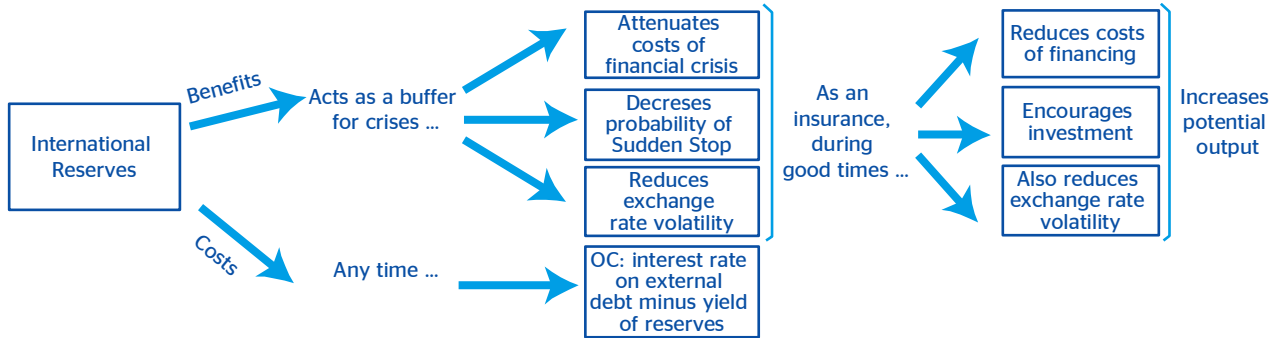 International
Reserves
Benefits
Costs
Acts as a buffer
for crises ...
Any time ...
Attenuates
costs of
financial crisis
Decreses
probability of
Sudden Stop
Reduces
exchange
rate volatility
OC: interest rate
on external
debt minus yield
of reserves
As an
insurance,
during
good times ...
Reduces costs
of financing
Encourages
investment
Also reduces
exchange rate
volatility
Increases
potential
output